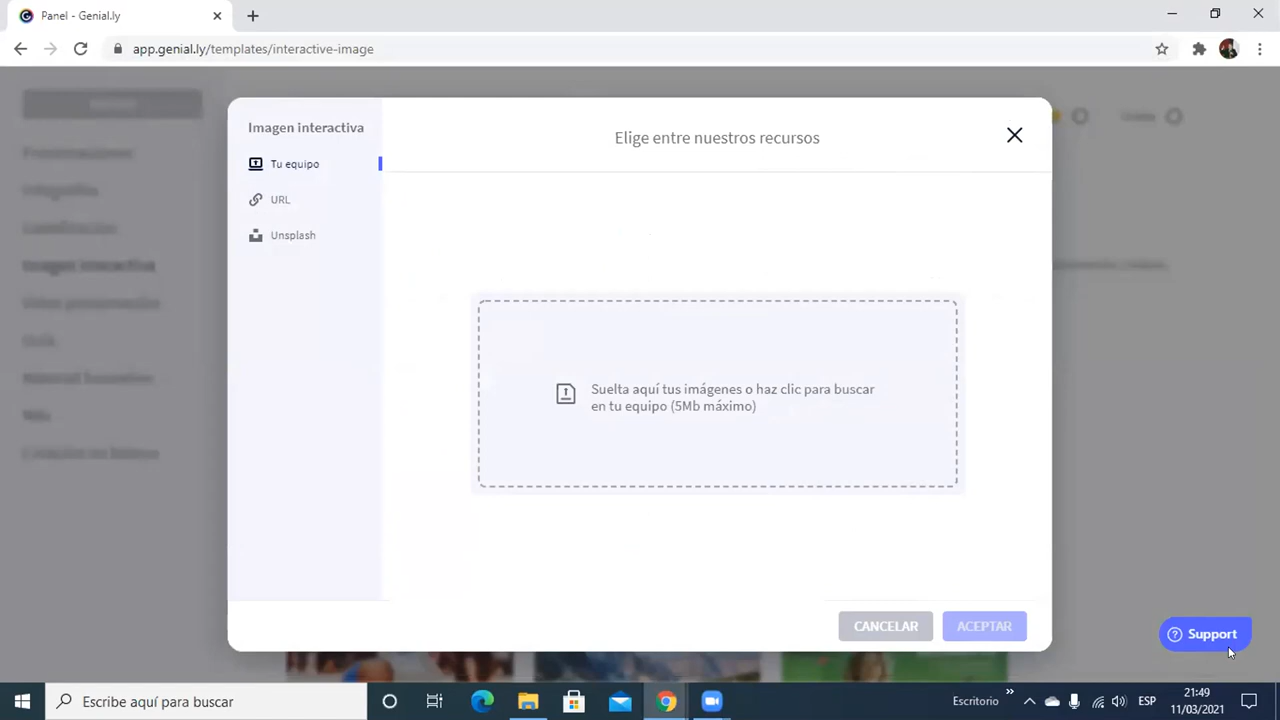 Panel - Genial.ly
app.genial.ly/templates/interactive-image
Imagen interactiva
Elige entre nuestros recursos
Tu equipo
URL
Unsplash
Imagen interactiva
Suelta aquí tus imágenes o haz clic para buscar
en tu equipo (5Mb máximo)
CANCELAR
ACEPTAR
Support
Escribe aquí para buscar
Escritorio
ESP
21:49
11/03/2021